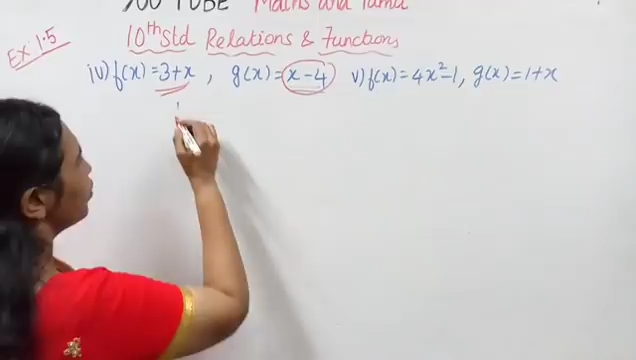 YOU TUBE Maths and Tamil
10th Std Relations & Functions
Ex: 1.5
iv) f(x) = 3+x , g(x) = x-4 v) f(x) = 4x²-1, g(x) = 1+x